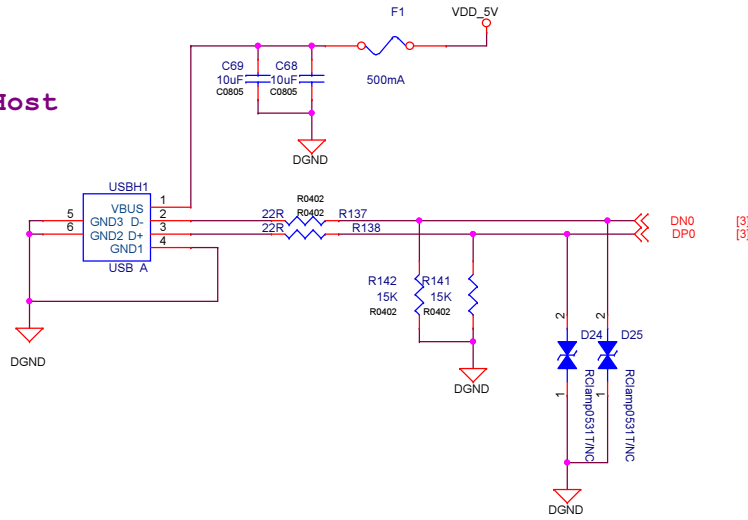 F1
VDD_5V
C69
C68
10uF
10uF
C0805
C0805
500mA
Host
DGND
USBH1
VBUS
GND3 D-
GND2 D+
GND1
USB A
1
2
3
4
5
6
R0402
R0402
22R
R137
22R
R138
DN0
[3]
DP0
[3]
R142
R141
15K
15K
R0402
R0402
DGND
DGND
2
2
D24
D25
RClamp0531T/NC
RClamp0531T/NC
1
1
DGND